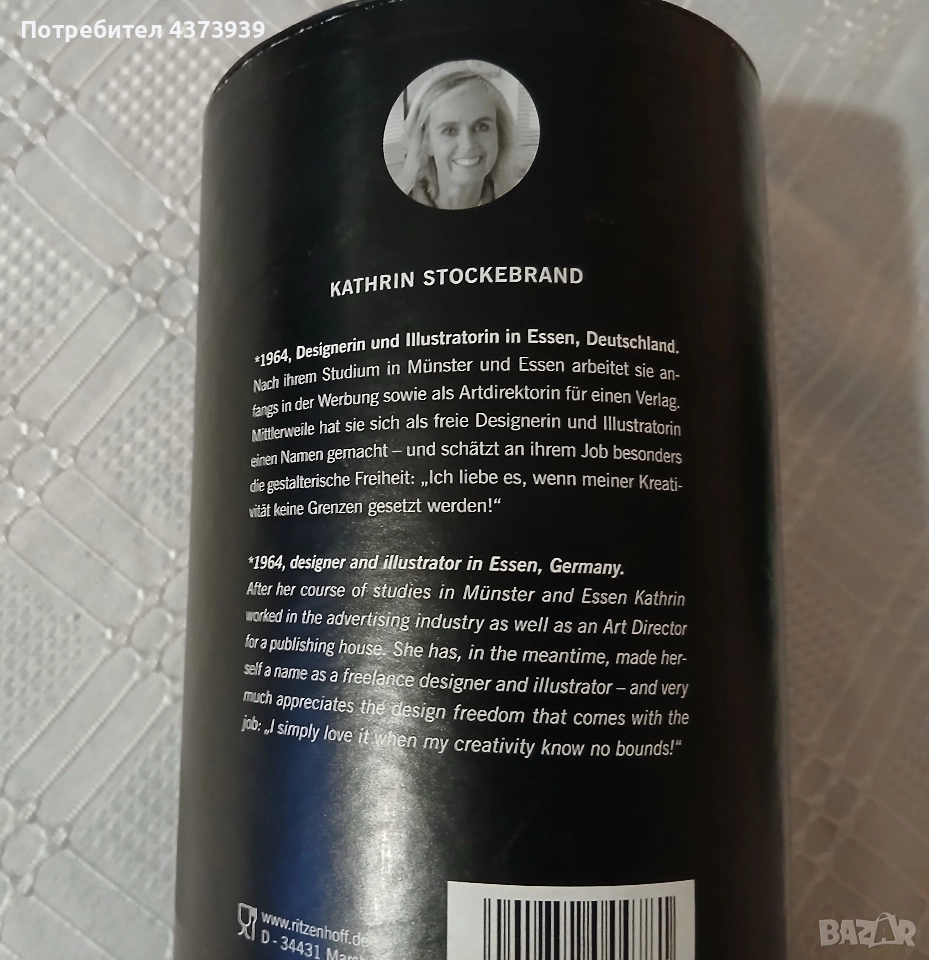 Потребител 4373939
KATHRIN STOCKEBRAND
*1964, Designerin und Illustratorin in Essen, Deutschland.
Nach ihrem Studium in Münster und Essen arbeitet sie an-
fangs in der Werbung sowie als Artdirektorin für einen Verlag.
Mittlerweile hat sie sich als freie Designerin und Illustratorin
einen Namen gemacht – und schätzt an ihrem Job besonders
die gestalterische Freiheit: „Ich liebe es, wenn meiner Kreati-
vität keine Grenzen gesetzt werden!“
*1964, designer and illustrator in Essen, Germany.
After her course of studies in Münster and Essen Kathrin
worked in the advertising industry as well as an Art Director
for a publishing house. She has, in the meantime, made her-
self a name as a freelance designer and illustrator – and very
much appreciates the design freedom that comes with the
job: „I simply love it when my creativity know no bounds!“
www.ritzenhoff.de
D - 34431
BAZAR